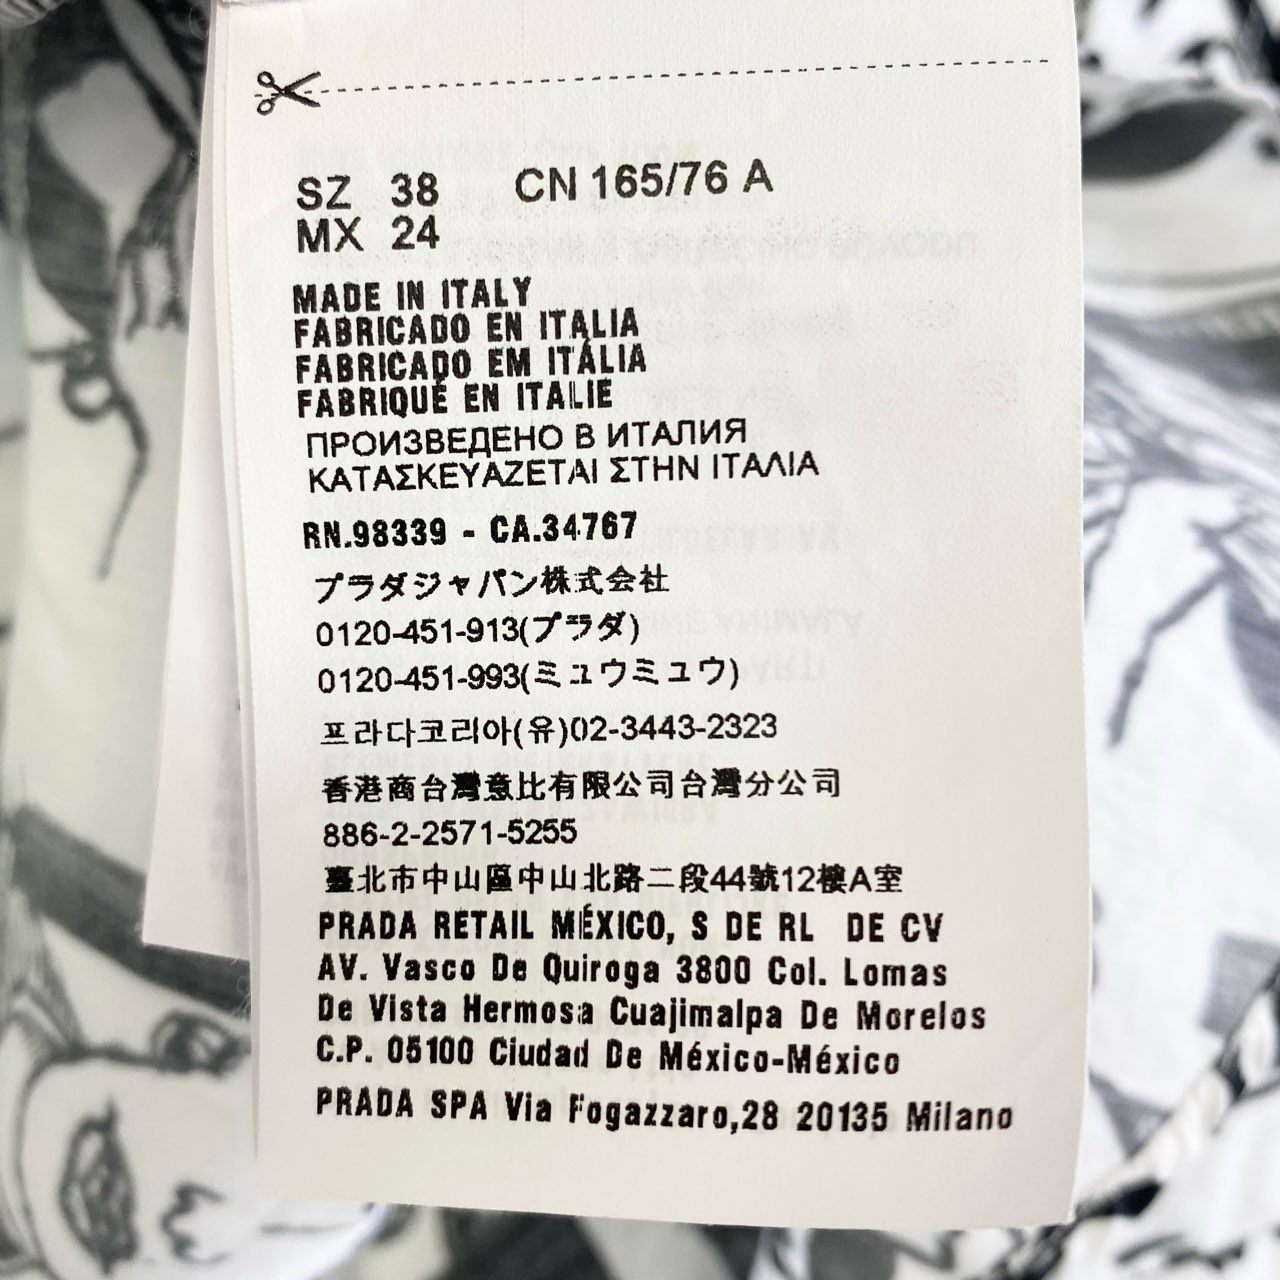 SZ 38 CN 165/76 A
MX 24
MADE IN ITALY
FABRICADO EN ITALIA
FABRICADO EM ITÁLIA
FABRIQUÉ EN ITALIE
ПРОИЗВЕДЕНО В ИТАЛИЯ
ΚΑΤΑΣΚΕΥΑΖΕΤΑΙ ΣΤΗΝ ΙΤΑΛΙΑ
RN.98339 - CA.34767
プラダジャパン株式会社
0120-451-913(プラダ)
0120-451-993(ミュウミュウ)
프라다코리아(유)02-3443-2323
香港商台灣意比有限公司台灣分公司
886-2-2571-5255
臺北市中山區中山北路二段44號12樓A室
PRADA RETAIL MÉXICO, S DE RL DE CV
AV. Vasco De Quiroga 3800 Col. Lomas
De Vista Hermosa Cuajimalpa De Morelos
C.P. 05100 Ciudad De México-México
PRADA SPA Via Fogazzaro,28 20135 Milano